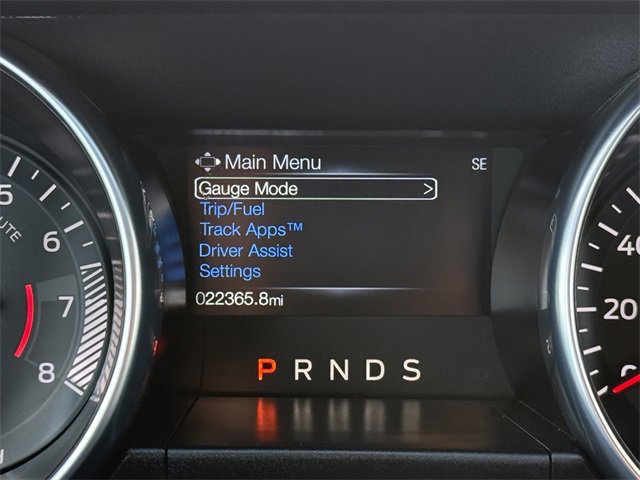 Main Menu SE
Gauge Mode >
Trip/Fuel
Track Apps™
Driver Assist
Settings
022365.8mi
P R N D S
5
6
7
8
40
20
0